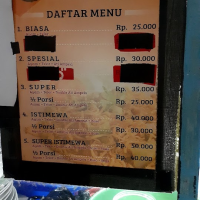 DAFTAR MENU
1. BIASA Rp. 25.000
2. SPESIAL Rp. 30.000
3. SUPER Rp. 35.000
½ Porsi Rp. 25.000
4. ISTIMEWA Rp. 40.000
½ Porsi Rp. 30.000
5. SUPER ISTIMEWA Rp. 50.000
½ Porsi Rp. 40.000